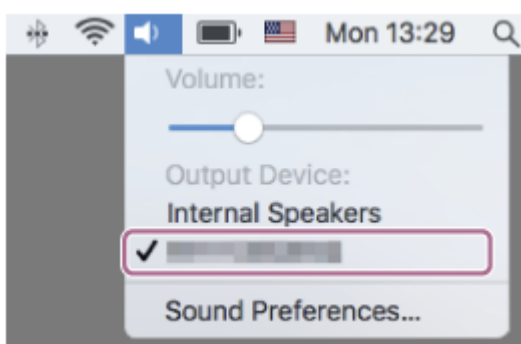 Mon 13:29
Volume:
Output Device:
Internal Speakers
Sound Preferences...